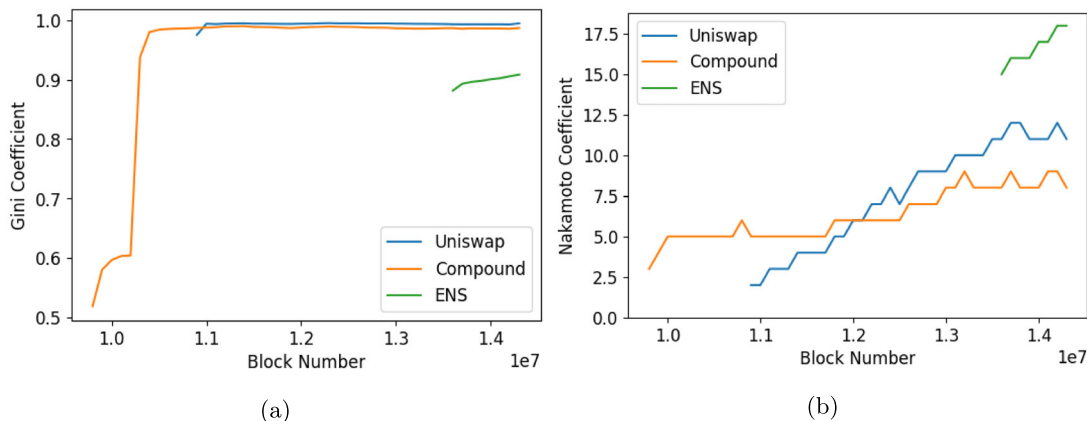 Gini Coefficient
1.0
0.9
0.8
0.7
0.6
0.5
Uniswap
Compound
ENS
1.0 1.1 1.2 1.3 1.4
1e7
Block Number
(a)
Nakamoto Coefficient
17.5
15.0
12.5
10.0
7.5
5.0
2.5
0.0
Uniswap
Compound
ENS
1.0 1.1 1.2 1.3 1.4
1e7
Block Number
(b)